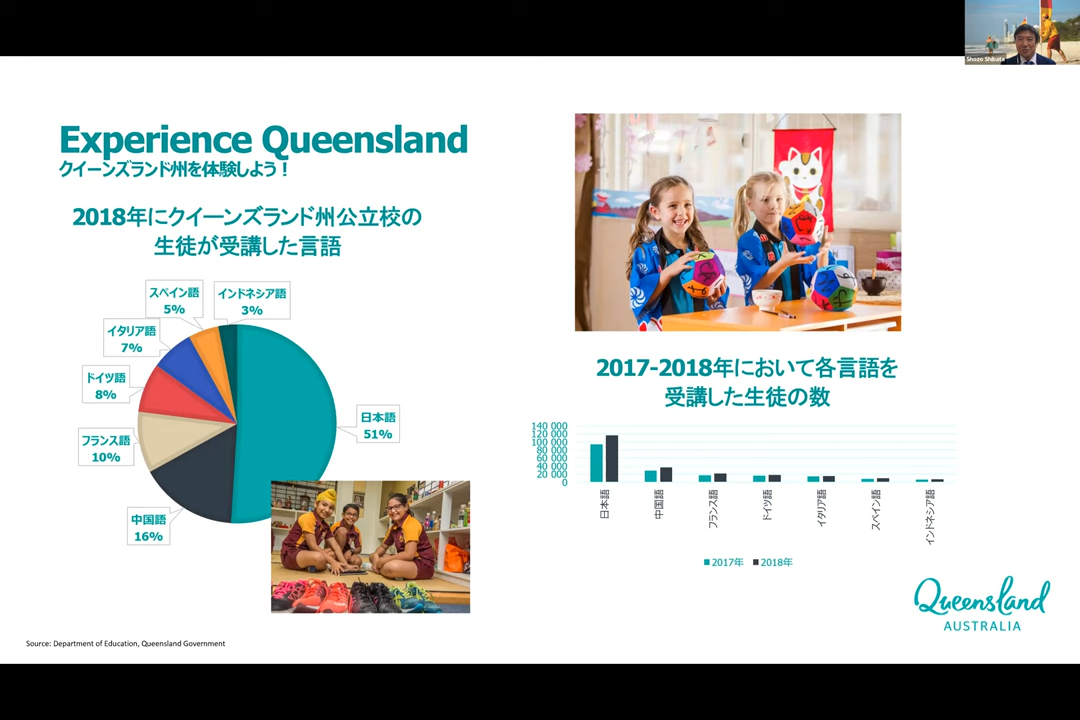 Shozo Shibata
Experience Queensland
クイーンズランド州を体験しよう！
2018年にクイーンズランド州公立校の
生徒が受講した言語
スペイン語
5%
インドネシア語
3%
イタリア語
7%
ドイツ語
8%
日本語
51%
フランス語
10%
中国語
16%
2017-2018年において各言語を
受講した生徒の数
140 000
120 000
100 000
80 000
60 000
40 000
20 000
0
日本語
中国語
フランス語
ドイツ語
イタリア語
スペイン語
インドネシア語
2017年
2018年
Queensland
AUSTRALIA
Source: Department of Education, Queensland Government